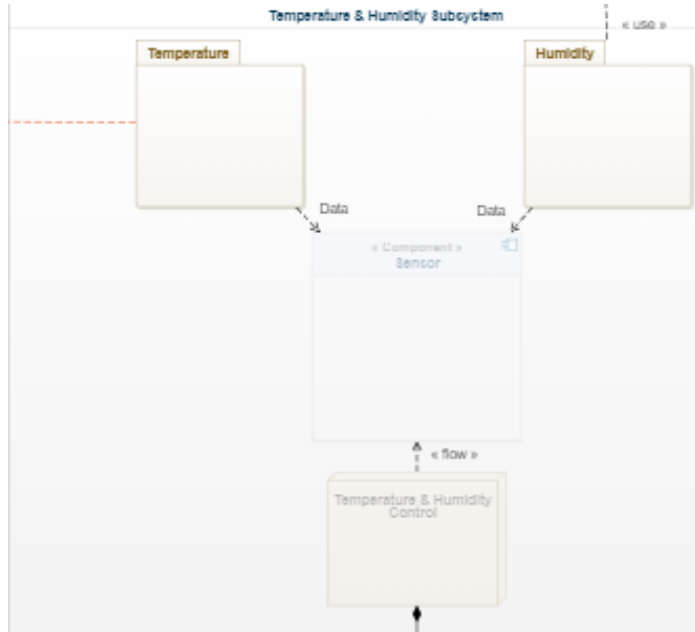 Temperature & Humidity Subsystem
« use »
Temperature
Humidity
Data
Data
« Component »
Sensor
« flow »
Temperature & Humidity
Control